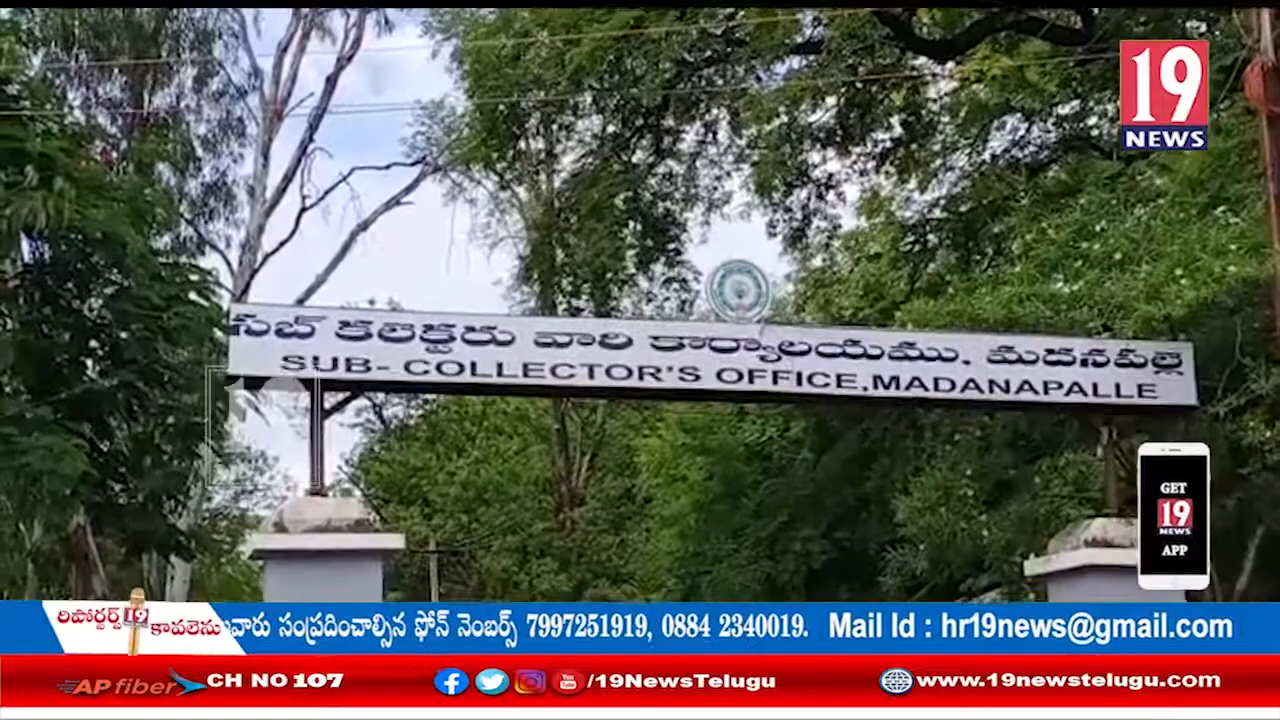 19
NEWS
సబ్ కలెక్టరు వారి కార్యాలయము, మదనపల్లె
SUB- COLLECTOR'S OFFICE,MADANAPALLE
GET
19
NEWS
APP
రిపోర్టర్స్ 19 కావలెను
వారు సంప్రదించాల్సిన ఫోన్ నెంబర్స్ 7997251919, 0884 2340019. Mail Id : hr19news@gmail.com
AP fiber CH NO 107 /19NewsTelugu www.19newstelugu.com